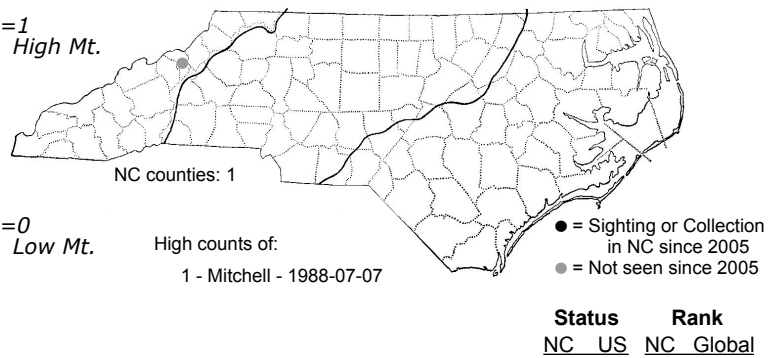 =1
High Mt.
NC counties: 1
=0
Low Mt.
High counts of:
1 - Mitchell - 1988-07-07
● = Sighting or Collection
in NC since 2005
● = Not seen since 2005
Status Rank
NC US NC Global